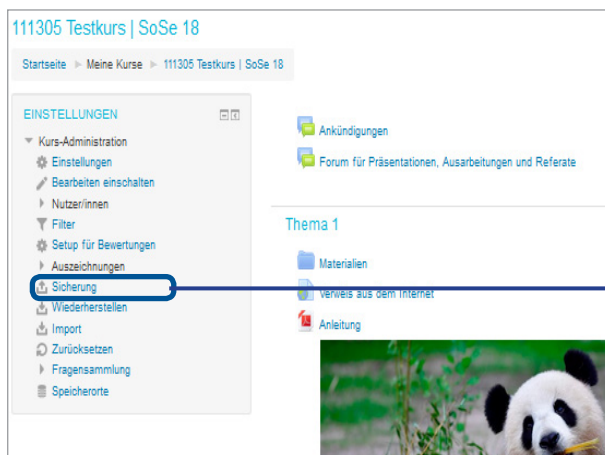 111305 Testkurs | SoSe 18
Startseite Meine Kurse 111305 Testkurs | SoSe 18
EINSTELLUNGEN
Kurs-Administration
Einstellungen
Bearbeiten einschalten
Nutzer/innen
Filter
Setup für Bewertungen
Auszeichnungen
Sicherung
Wiederherstellen
Import
Zurücksetzen
Fragensammlung
Speicherorte
Ankündigungen
Forum für Präsentationen, Ausarbeitungen und Referate
Thema 1
Materialien
Verweis aus dem Internet
Anleitung